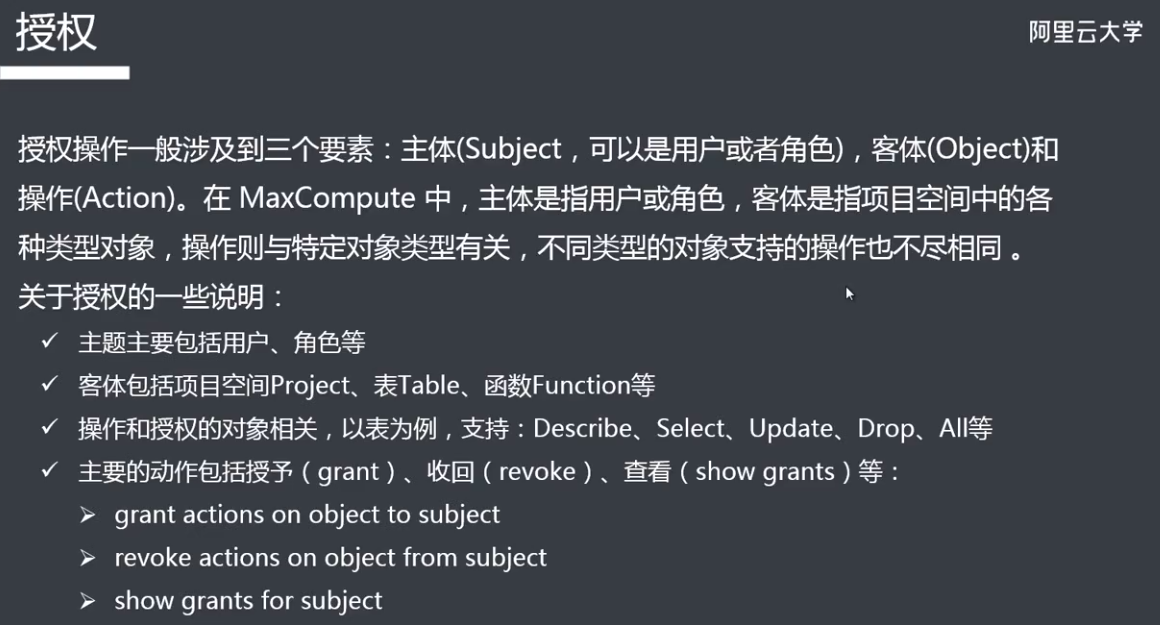 授权
阿里云大学
授权操作一般涉及到三个要素：主体(Subject，可以是用户或者角色)，客体(Object)和
操作(Action)。在 MaxCompute 中，主体是指用户或角色，客体是指项目空间中的各
种类型对象，操作则与特定对象类型有关，不同类型的对象支持的操作也不尽相同 。
关于授权的一些说明：
✓ 主题主要包括用户、角色等
✓ 客体包括项目空间Project、表Table、函数Function等
✓ 操作和授权的对象相关，以表为例，支持：Describe、Select、Update、Drop、All等
✓ 主要的动作包括授予（grant）、收回（revoke）、查看（show grants）等：
➢ grant actions on object to subject
➢ revoke actions on object from subject
➢ show grants for subject